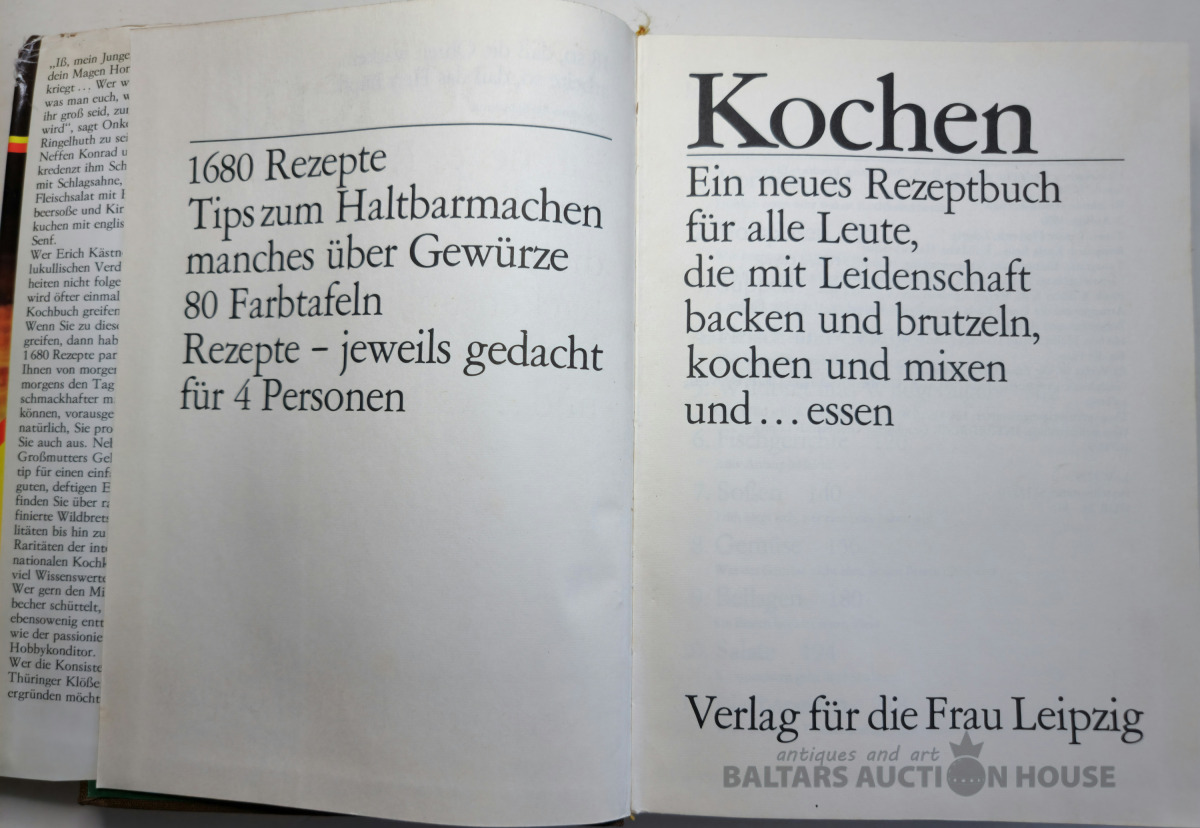 „Iß, mein Junge
dein Magen Hor
kriegt... Wer w
was man euch, w
ihr groß seid, zu
wird“, sagt Onk
Ringelhuth zu sei
Neffen Konrad u
kredenzt ihm Sch
mit Schlagsahne,
Fleischsalat mit
beersoße und Kir
kuchen mit englis
Senf.
Wer Erich Kästn
lukullischen Verd
heiten nicht folge
wird öfter einmal
Kochbuch greifen
Wenn Sie zu diese
greifen, dann hab
1680 Rezepte par
Ihnen von morge
morgens den Tag
schmackhafter m
können, vorausge
natürlich, Sie pro
Sie auch aus. Nel
Großmutters Gel
tip für einen einf
guten, deftigen E
finden Sie über ra
finierte Wildbret
litäten bis hin zu
Raritäten der int
nationalen Koch
viel Wissenswerte
Wer gern den Mi
becher schüttelt,
ebensowenig entt
wie der passionie
Hobbykonditor.
Wer die Konsiste
Thüringer Klöße
ergründen möcht
1680 Rezepte
Tips zum Haltbarmachen
manches über Gewürze
80 Farbtafeln
Rezepte – jeweils gedacht
für 4 Personen
Kochen
Ein neues Rezeptbuch
für alle Leute,
die mit Leidenschaft
backen und brutzeln,
kochen und mixen
und ... essen
Verlag für die Frau Leipzig
antiques and art
BALTARS AUCTION HOUSE